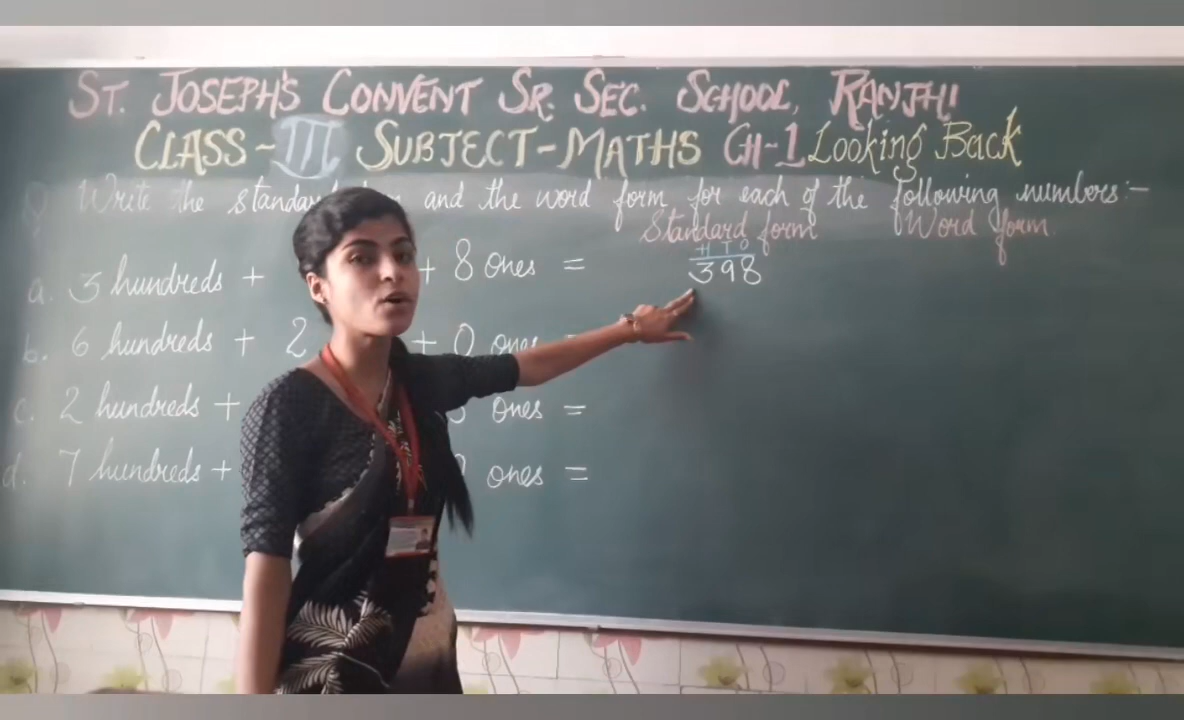 ST. JOSEPH'S CONVENT SR. SEC. SCHOOL, RANJHI
CLASS-III SUBJECT-MATHS CH-1 Looking Back
Q Write the standard and the word form for each of the following numbers:-
Standard form Word form
H T O
a. 3 hundreds + + 8 ones = 398
b. 6 hundreds + 2 + 0 ones =
c. 2 hundreds + ones =
d. 7 hundreds + ones =